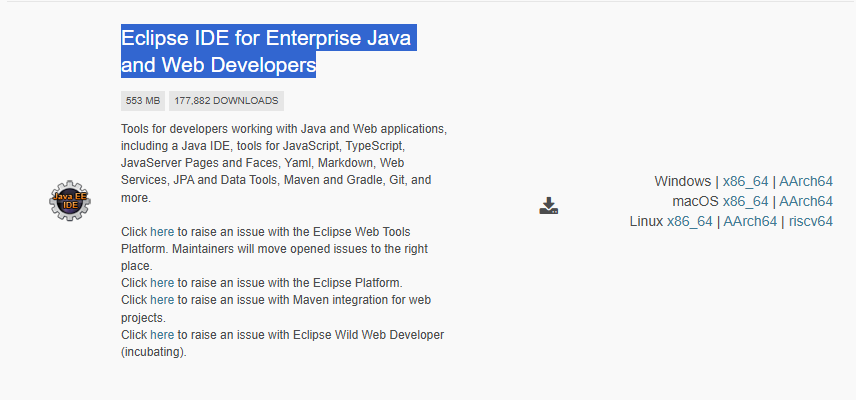 Eclipse IDE for Enterprise Java
and Web Developers
553 MB 177,882 DOWNLOADS
Tools for developers working with Java and Web applications,
including a Java IDE, tools for JavaScript, TypeScript,
JavaServer Pages and Faces, Yaml, Markdown, Web
Services, JPA and Data Tools, Maven and Gradle, Git, and
more.
Click here to raise an issue with the Eclipse Web Tools
Platform. Maintainers will move opened issues to the right
place.
Click here to raise an issue with the Eclipse Platform.
Click here to raise an issue with Maven integration for web
projects.
Click here to raise an issue with Eclipse Wild Web Developer
(incubating).
Java EE
IDE
Windows | x86_64 | AArch64
macOS x86_64 | AArch64
Linux x86_64 | AArch64 | riscv64